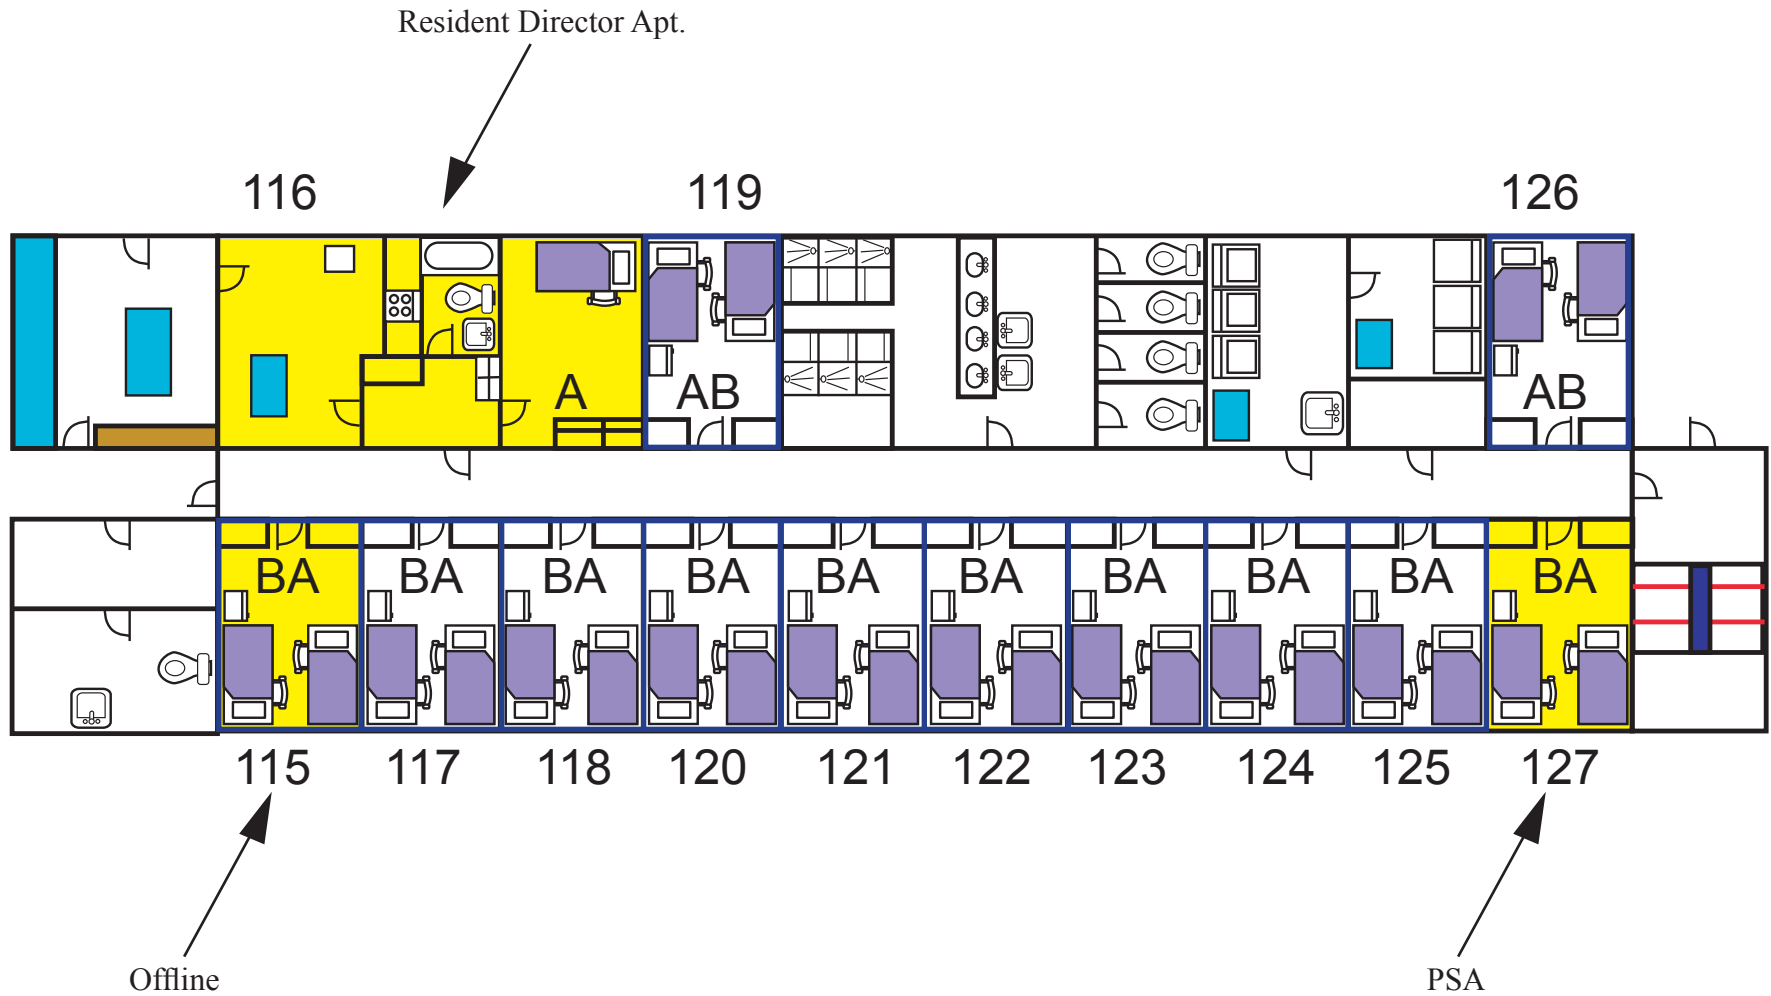 Resident Director Apt.
116 119 126
A AB AB
BA BA BA BA BA BA BA BA BA BA
115 117 118 120 121 122 123 124 125 127
Offline PSA